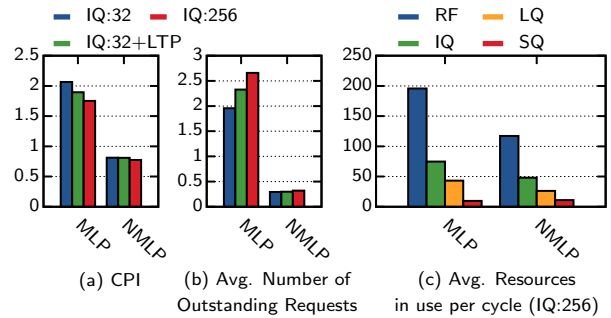 IQ:32 IQ:256
IQ:32+LTP
RF LQ
IQ SQ
2.5
2
1.5
1
0.5
0
MLP NMLP
(a) CPI
3
2.5
2
1.5
1
0.5
0
MLP NMLP
(b) Avg. Number of
Outstanding Requests
250
200
150
100
50
0
MLP NMLP
(c) Avg. Resources
in use per cycle (IQ:256)